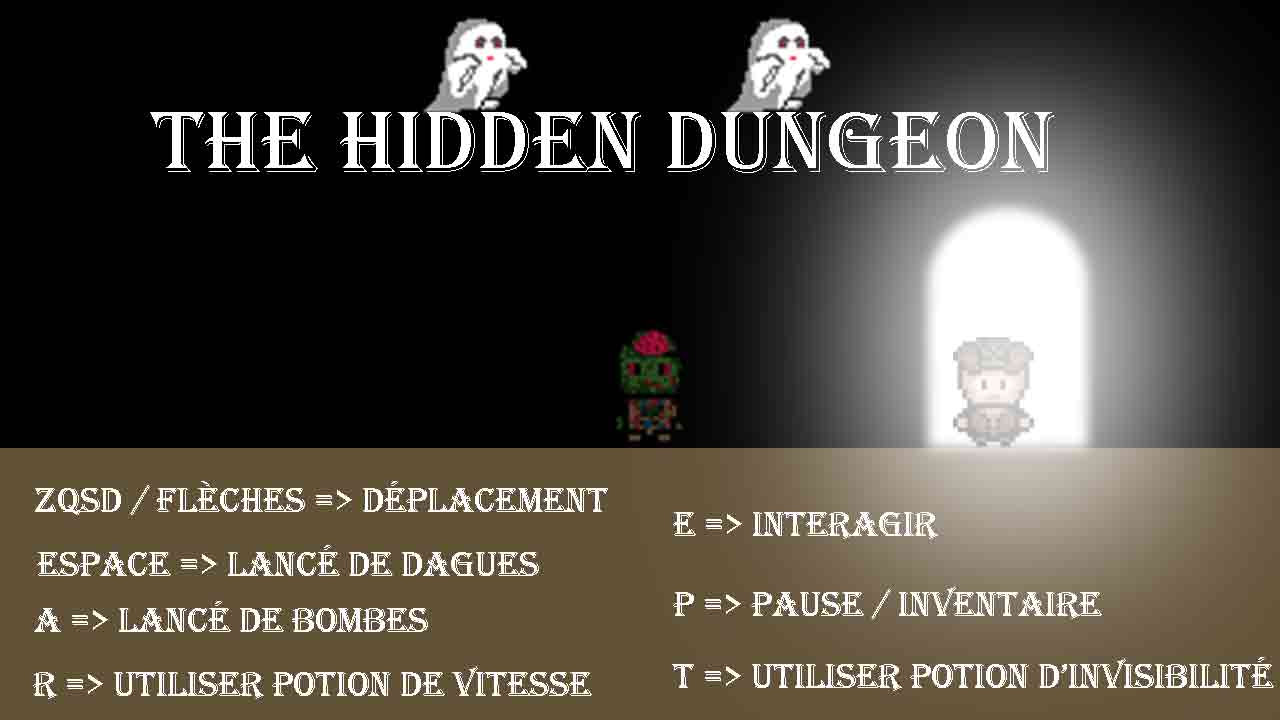 THE HIDDEN DUNGEON
ZQSD / FLÈCHES => DÉPLACEMENT
ESPACE => LANCÉ DE DAGUES
A => LANCÉ DE BOMBES
R => UTILISER POTION DE VITESSE
E => INTERAGIR
P => PAUSE / INVENTAIRE
T => UTILISER POTION D'INVISIBILITÉ